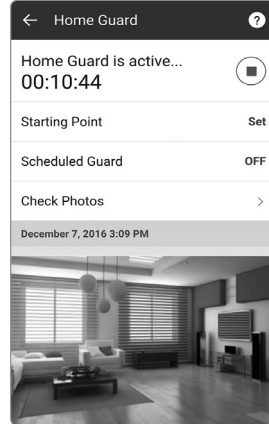 Home Guard
?
Home Guard is active...
00:10:44
Starting Point Set
Scheduled Guard OFF
Check Photos >
December 7, 2016 3:09 PM